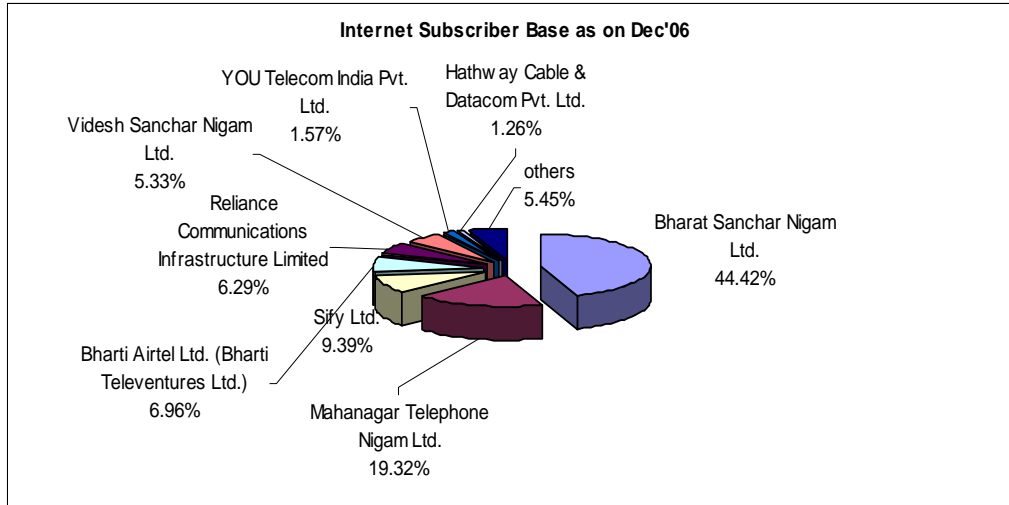 Internet Subscriber Base as on Dec'06
YOU Telecom India Pvt.
Ltd.
1.57%
Hathway Cable &
Datacom Pvt. Ltd.
1.26%
Videsh Sanchar Nigam
Ltd.
5.33%
others
5.45%
Reliance
Communications
Infrastructure Limited
6.29%
Bharat Sanchar Nigam
Ltd.
44.42%
Sify Ltd.
9.39%
Bharti Airtel Ltd. (Bharti
Televentures Ltd.)
6.96%
Mahanagar Telephone
Nigam Ltd.
19.32%